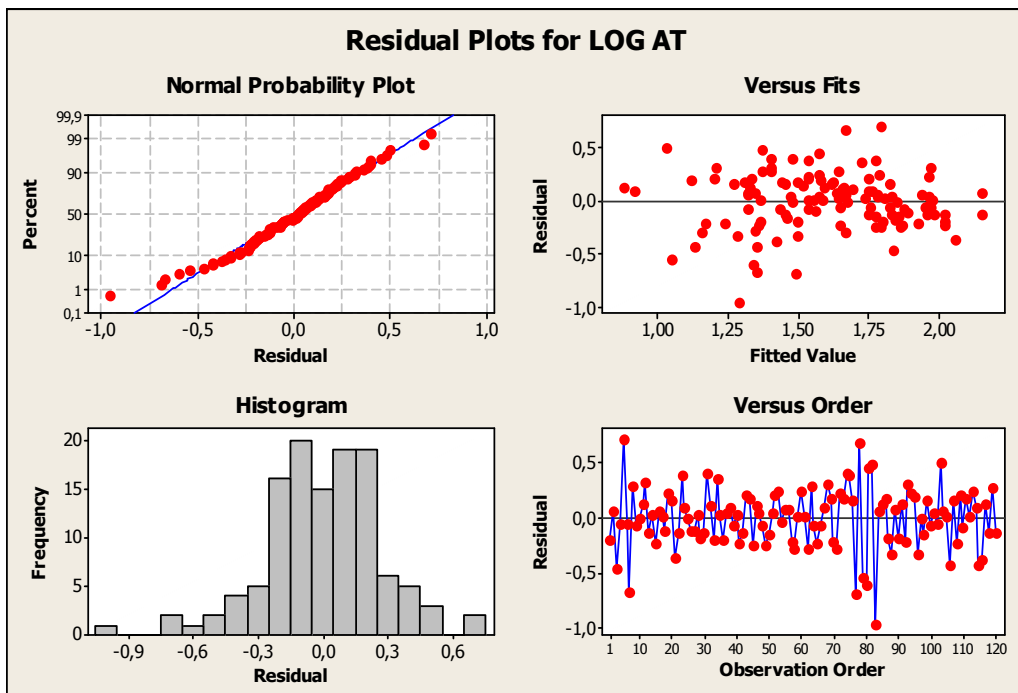 Residual Plots for LOG AT
Normal Probability Plot
99,9
99
90
50
10
1
0,1
Percent
-1,0 -0,5 0,0 0,5 1,0
Residual
Versus Fits
0,5
0,0
-0,5
-1,0
Residual
1,00 1,25 1,50 1,75 2,00
Fitted Value
Histogram
20
15
10
5
0
Frequency
-0,9 -0,6 -0,3 0,0 0,3 0,6
Residual
Versus Order
0,5
0,0
-0,5
-1,0
Residual
1 10 20 30 40 50 60 70 80 90 100 110 120
Observation Order